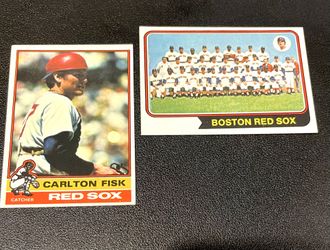 CARLTON FISK
CATCHER
RED SOX
BOSTON RED SOX